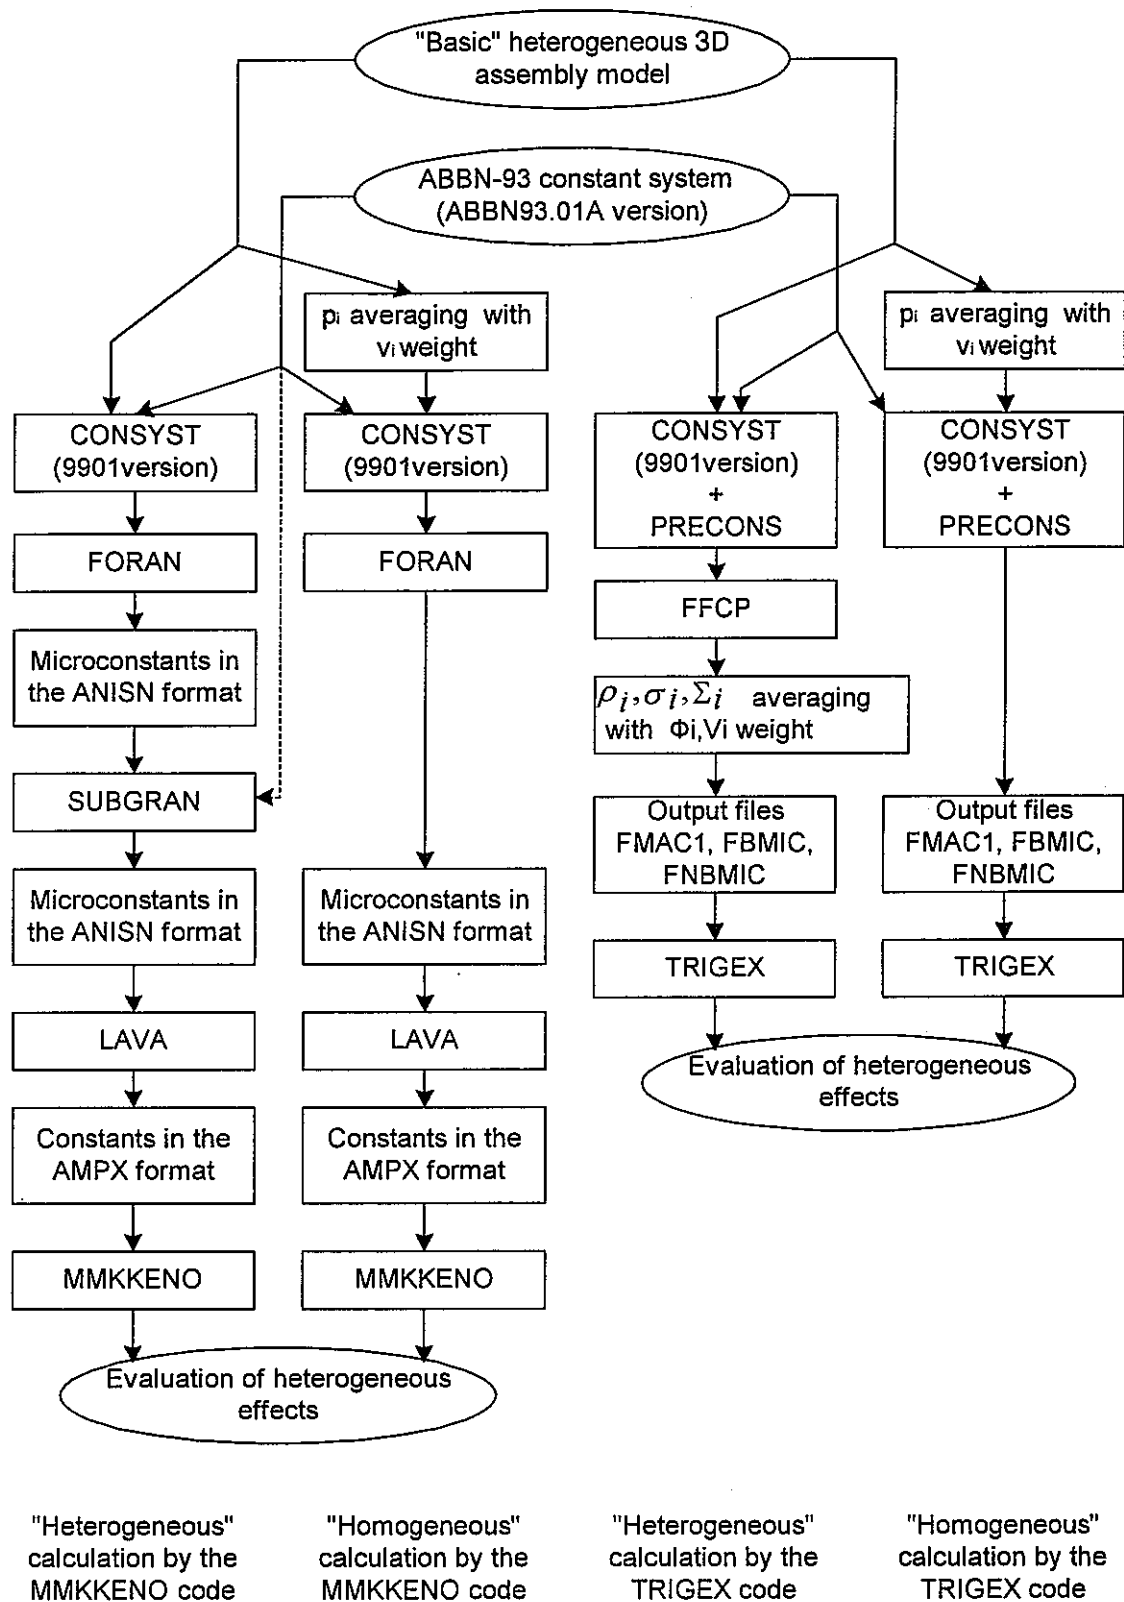 "Basic" heterogeneous 3D
assembly model
ABBN-93 constant system
(ABBN93.01A version)
pi averaging with
vi weight
pi averaging with
vi weight
CONSYST
(9901version)
CONSYST
(9901version)
CONSYST
(9901version)
+
PRECONS
CONSYST
(9901version)
+
PRECONS
FORAN
FORAN
FFCP
Microconstants in
the ANISN format
ρi,σi,Σi averaging
with Φi,Vi weight
SUBGRAN
Output files
FMAC1, FBMIC,
FNBMIC
Output files
FMAC1, FBMIC,
FNBMIC
Microconstants in
the ANISN format
Microconstants in
the ANISN format
TRIGEX
TRIGEX
LAVA
LAVA
Evaluation of heterogeneous
effects
Constants in the
AMPX format
Constants in the
AMPX format
MMKKENO
MMKKENO
Evaluation of heterogeneous
effects
"Heterogeneous"
calculation by the
MMKKENO code
"Homogeneous"
calculation by the
MMKKENO code
"Heterogeneous"
calculation by the
TRIGEX code
"Homogeneous"
calculation by the
TRIGEX code